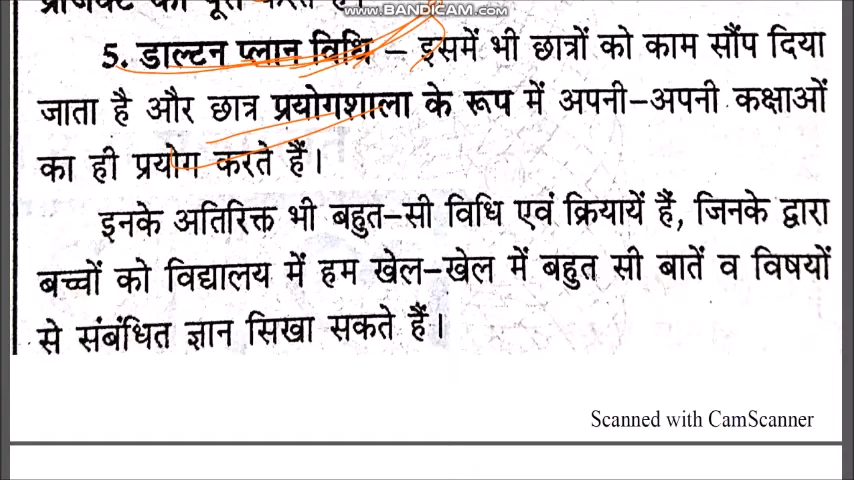 प्रोजेक्ट को पूरा करते हैं।
WWW.BANDICAM.COM
5. डाल्टन प्लान विधि – इसमें भी छात्रों को काम सौंप दिया
जाता है और छात्र प्रयोगशाला के रूप में अपनी-अपनी कक्षाओं
का ही प्रयोग करते हैं।
इनके अतिरिक्त भी बहुत-सी विधि एवं क्रियायें हैं, जिनके द्वारा
बच्चों को विद्यालय में हम खेल-खेल में बहुत सी बातें व विषयों
से संबंधित ज्ञान सिखा सकते हैं।
Scanned with CamScanner